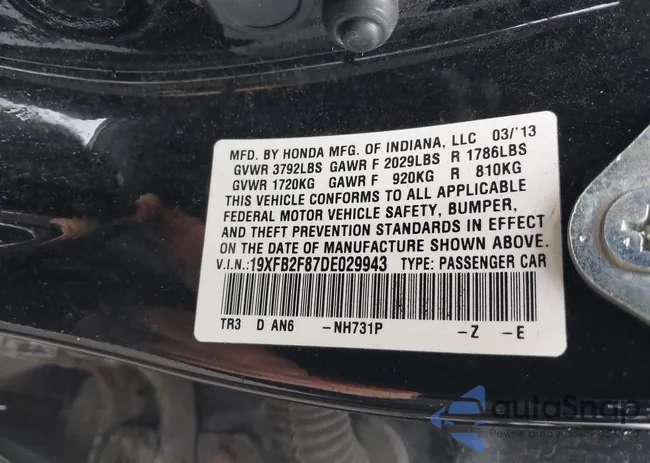 MFD. BY HONDA MFG. OF INDIANA, LLC 03/'13
GVWR 3792LBS GAWR F 2029LBS R 1786LBS
GVWR 1720KG GAWR F 920KG R 810KG
THIS VEHICLE CONFORMS TO ALL APPLICABLE
FEDERAL MOTOR VEHICLE SAFETY, BUMPER,
AND THEFT PREVENTION STANDARDS IN EFFECT
ON THE DATE OF MANUFACTURE SHOWN ABOVE.
V.I.N.:19XFB2F87DE029943 TYPE: PASSENGER CAR
TR3 D AN6 -NH731P -Z -E
autoSnap
Pewne auto